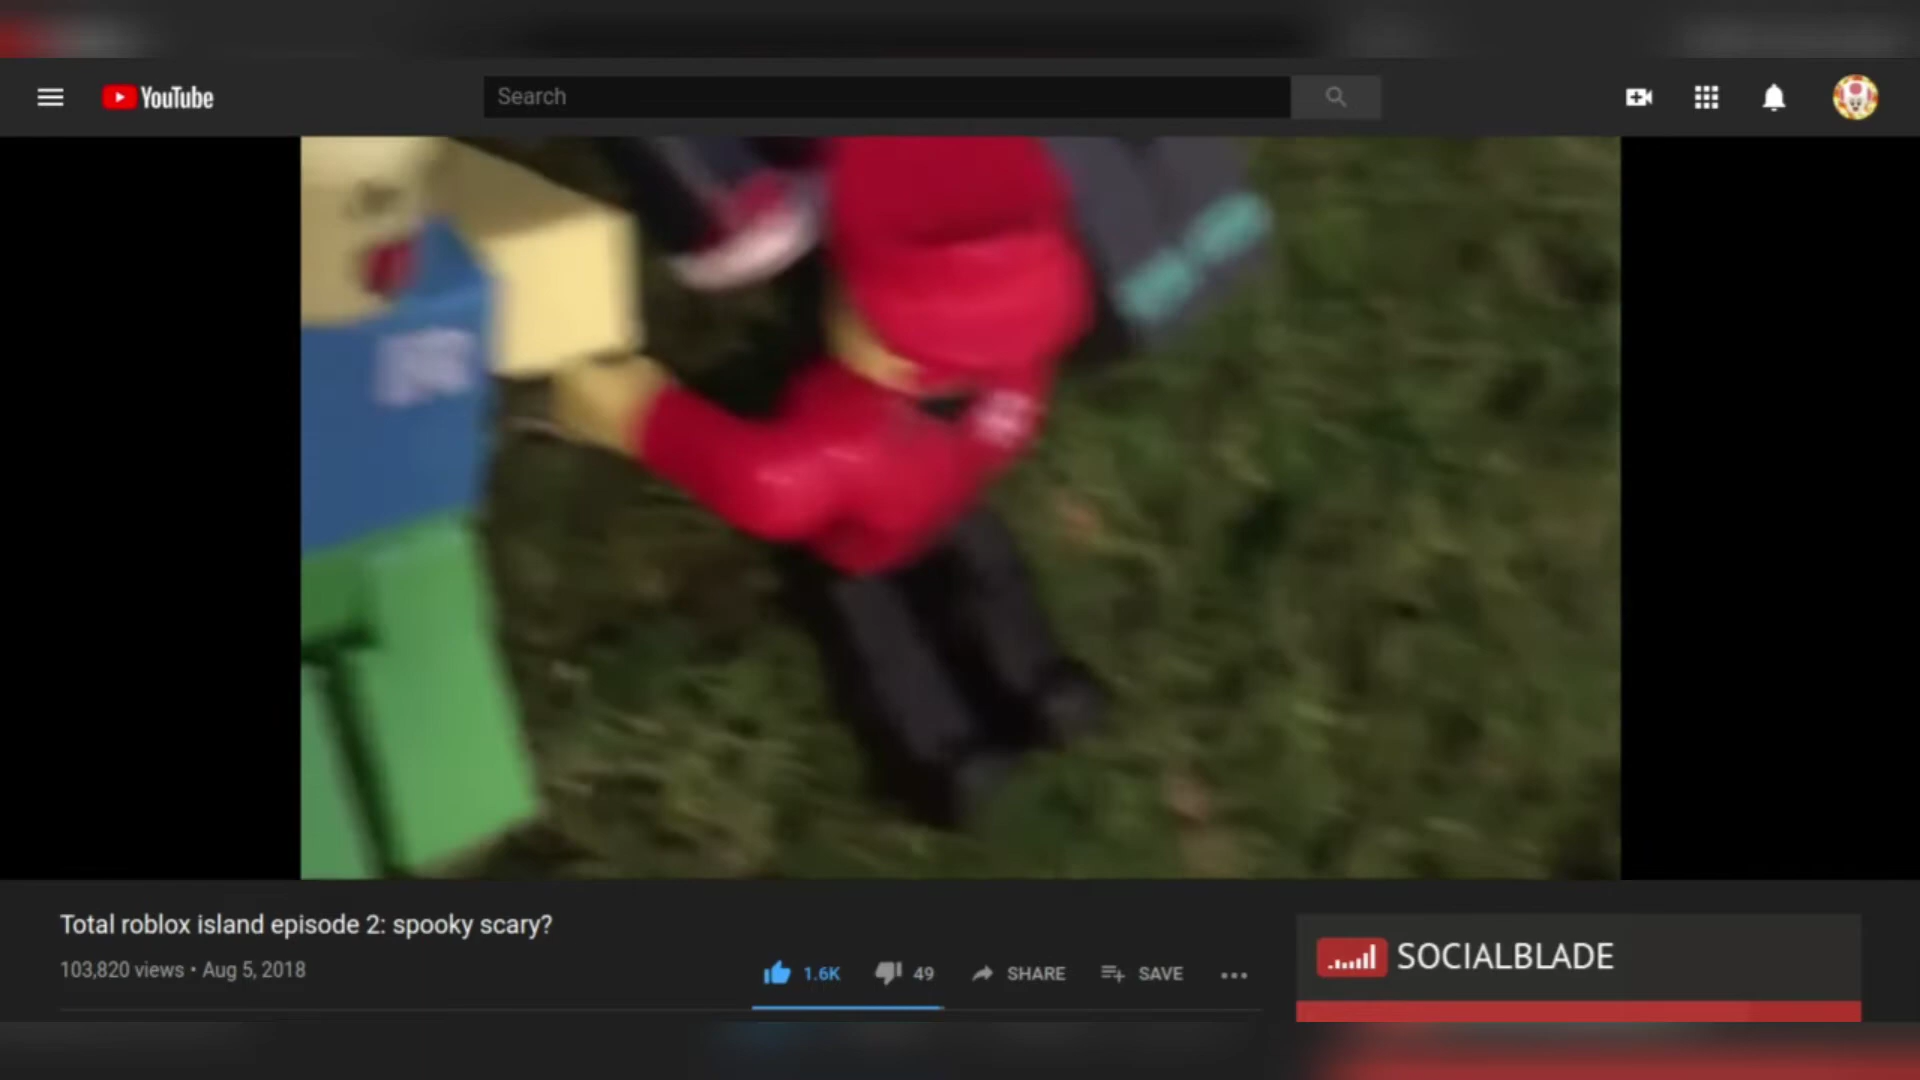 YouTube
Search
Total roblox island episode 2: spooky scary?
103,820 views • Aug 5, 2018
1.6K
49
SHARE
SAVE
SOCIALBLADE